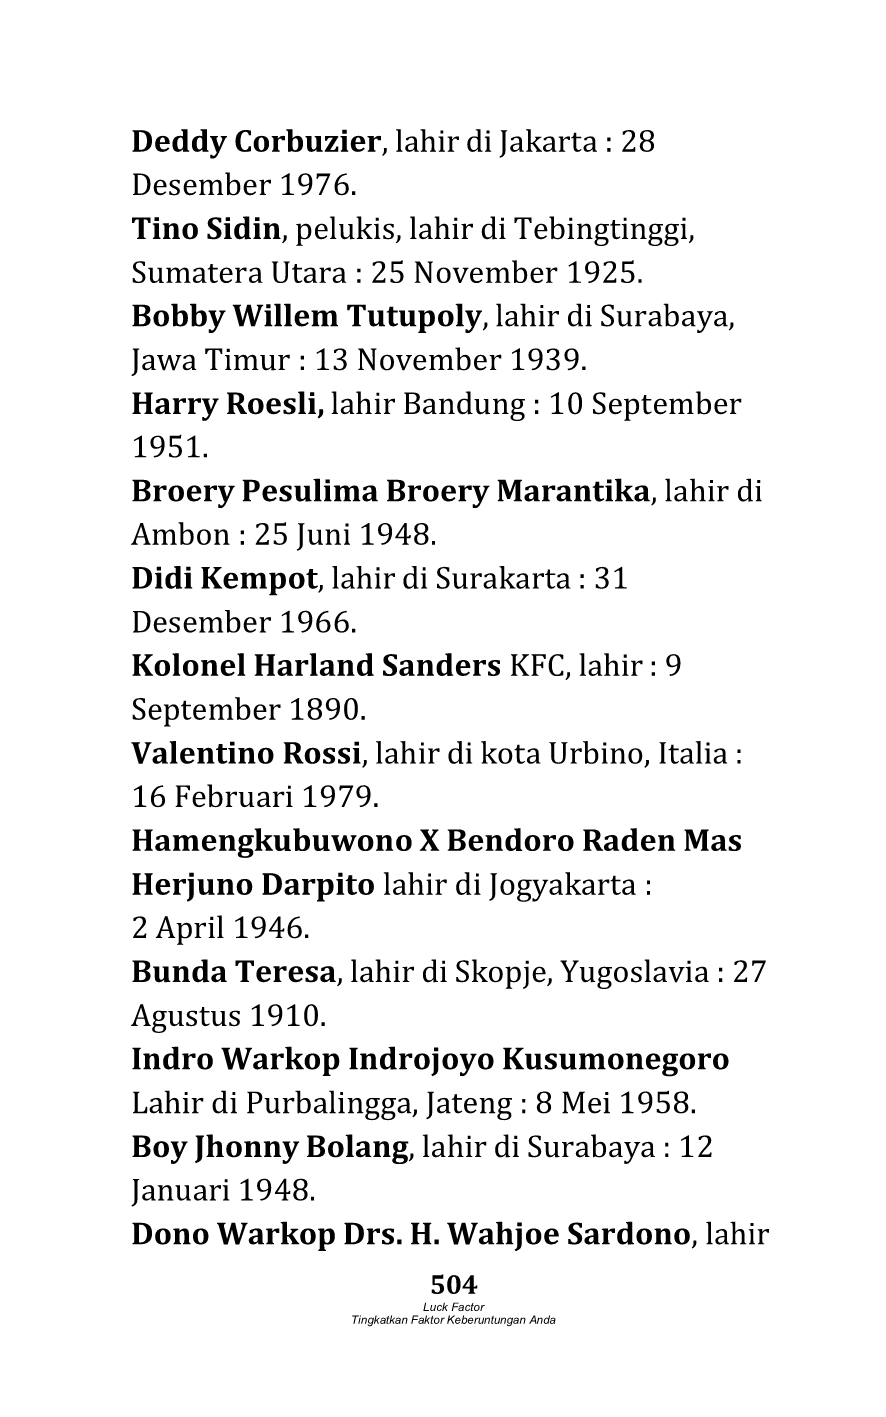 Deddy Corbuzier, lahir di Jakarta : 28
Desember 1976.
Tino Sidin, pelukis, lahir di Tebingtinggi,
Sumatera Utara : 25 November 1925.
Bobby Willem Tutupoly, lahir di Surabaya,
Jawa Timur : 13 November 1939.
Harry Roesli, lahir Bandung : 10 September
1951.
Broery Pesulima Broery Marantika, lahir di
Ambon : 25 Juni 1948.
Didi Kempot, lahir di Surakarta : 31
Desember 1966.
Kolonel Harland Sanders KFC, lahir : 9
September 1890.
Valentino Rossi, lahir di kota Urbino, Italia :
16 Februari 1979.
Hamengkubuwono X Bendoro Raden Mas
Herjuno Darpito lahir di Jogyakarta :
2 April 1946.
Bunda Teresa, lahir di Skopje, Yugoslavia : 27
Agustus 1910.
Indro Warkop Indrojoyo Kusumonegoro
Lahir di Purbalingga, Jateng : 8 Mei 1958.
Boy Jhonny Bolang, lahir di Surabaya : 12
Januari 1948.
Dono Warkop Drs. H. Wahjoe Sardono, lahir
504
Luck Factor
Tingkatkan Faktor Keberuntungan Anda